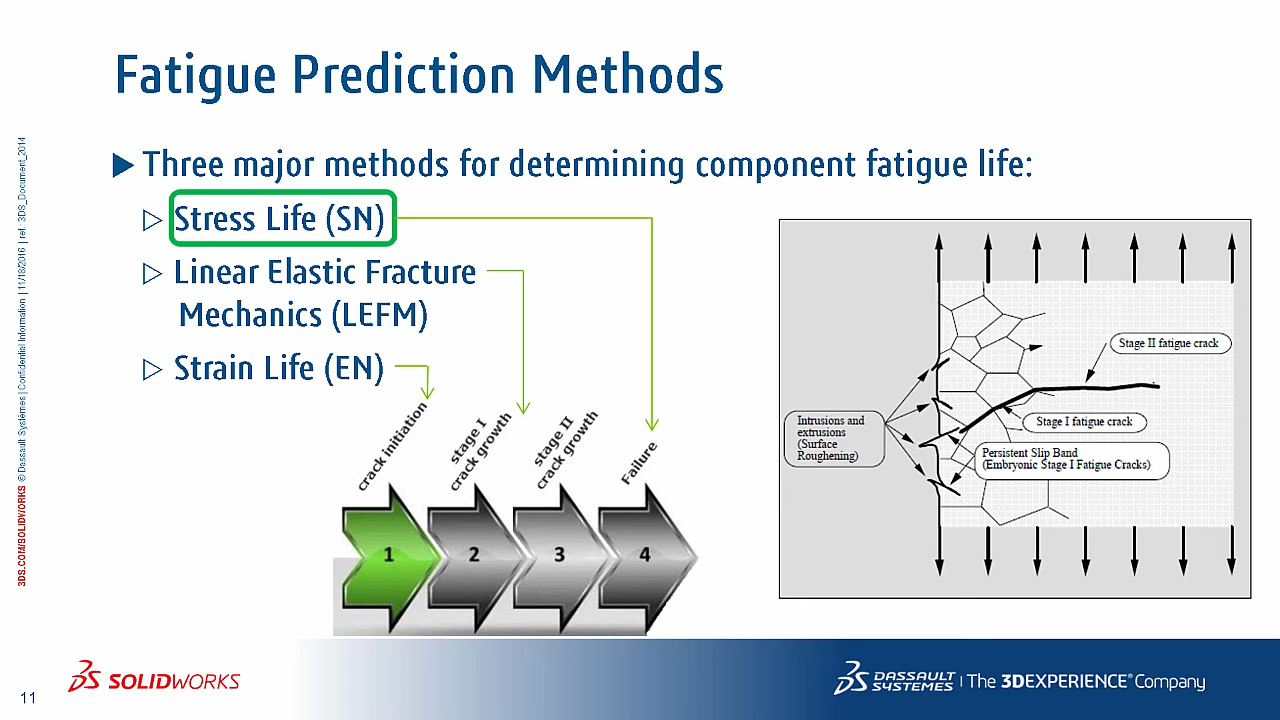 Fatigue Prediction Methods
Three major methods for determining component fatigue life:
Stress Life (SN)
Linear Elastic Fracture
Mechanics (LEFM)
Strain Life (EN)
crack initiation
stage I
crack growth
stage II
crack growth
Failure
1
2
3
4
Stage II fatigue crack
Stage I fatigue crack
Intrusions and
extrusions
(Surface
Roughening)
Persistent Slip Band
(Embryonic Stage I Fatigue Cracks)
3DS.COM/SOLIDWORKS © Dassault Systèmes | Confidential Information | 11/18/2016 | ref.: 3DS_Document_2014
11
SOLIDWORKS
DASSAULT
SYSTEMES | The 3DEXPERIENCE® Company